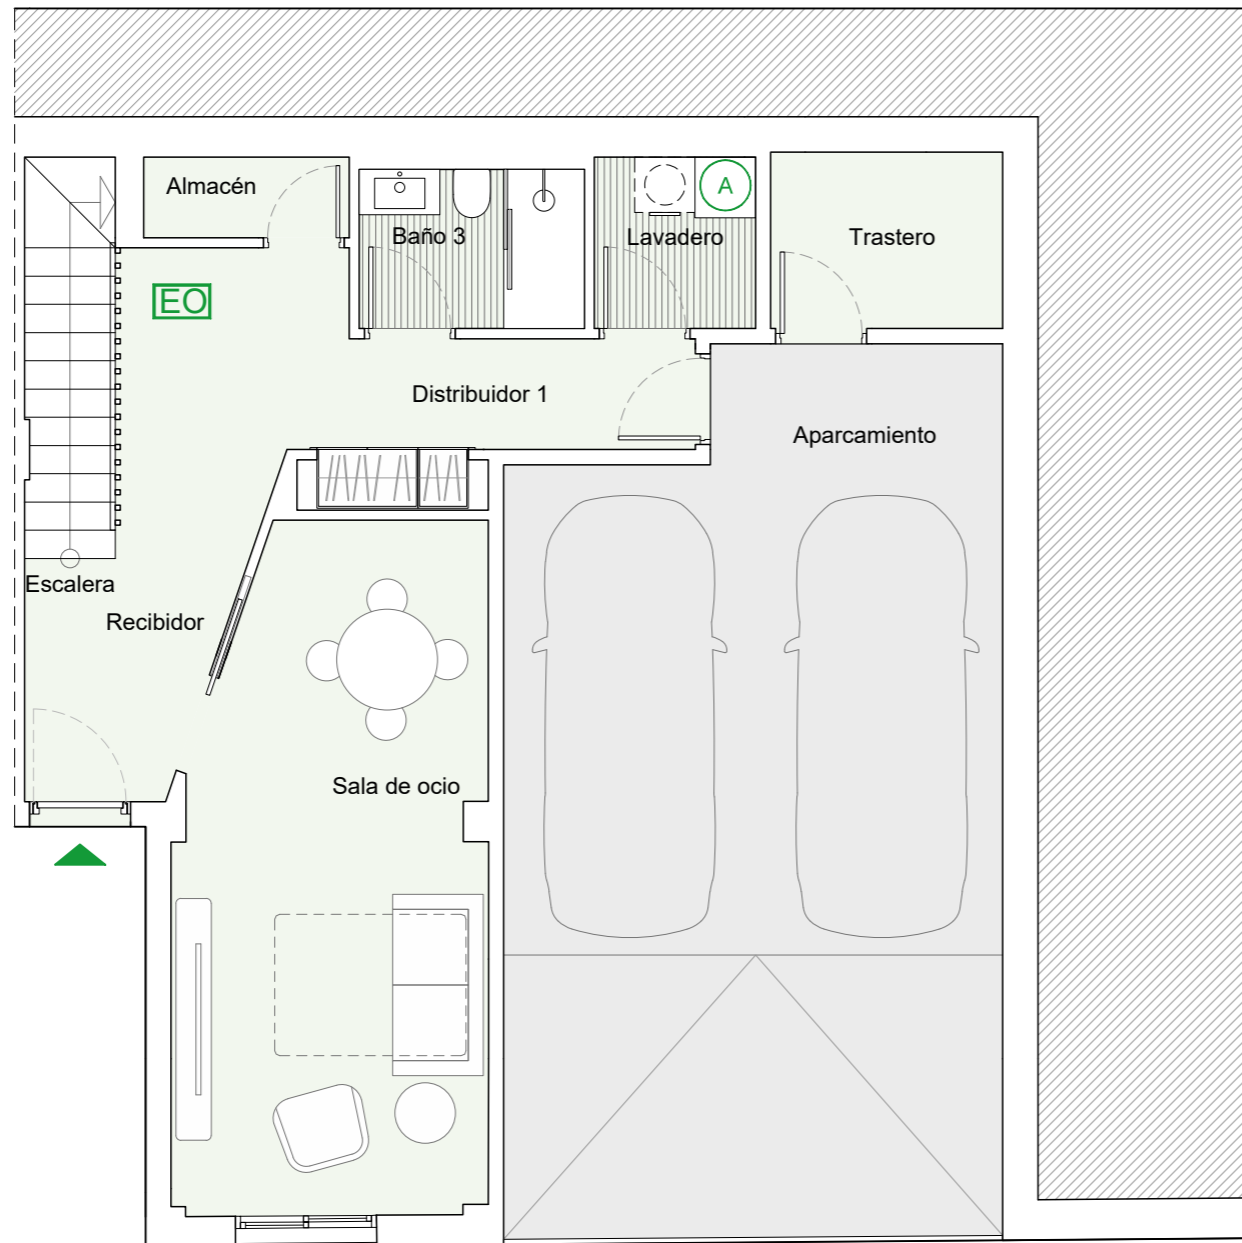 Almacén
A
Baño 3
Lavadero
Trastero
EO
Distribuidor 1
Aparcamiento
Escalera
Recibidor
Sala de ocio